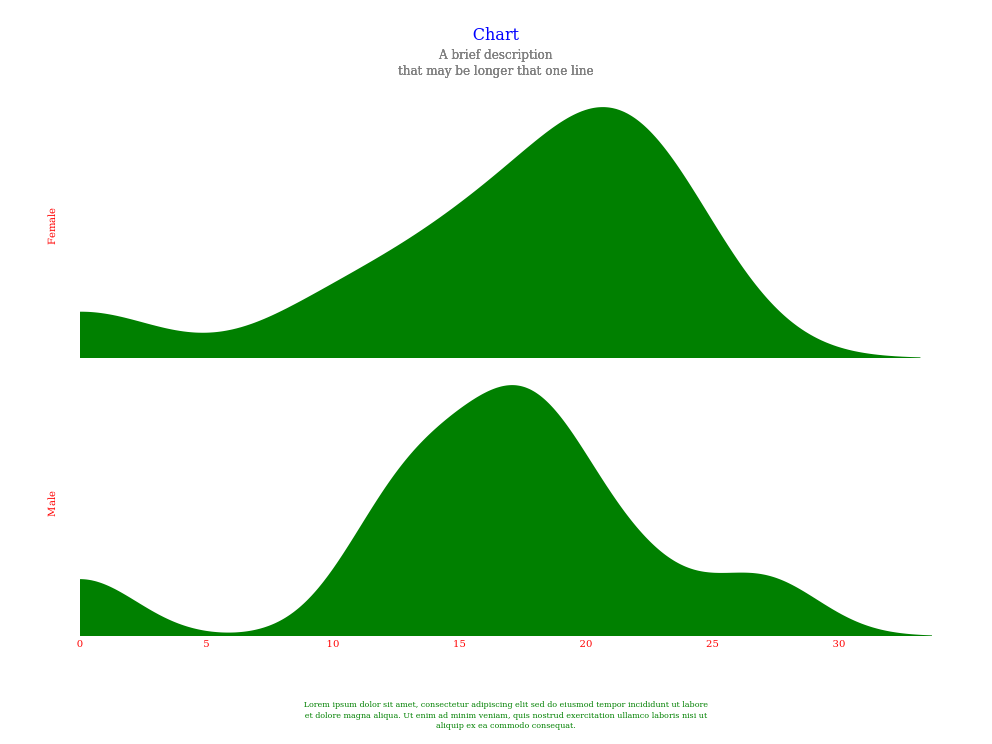 Chart
A brief description
that may be longer that one line
Female
Male
0 5 10 15 20 25 30
Lorem ipsum dolor sit amet, consectetur adipiscing elit sed do eiusmod tempor incididunt ut labore
et dolore magna aliqua. Ut enim ad minim veniam, quis nostrud exercitation ullamco laboris nisi ut
aliquip ex ea commodo consequat.